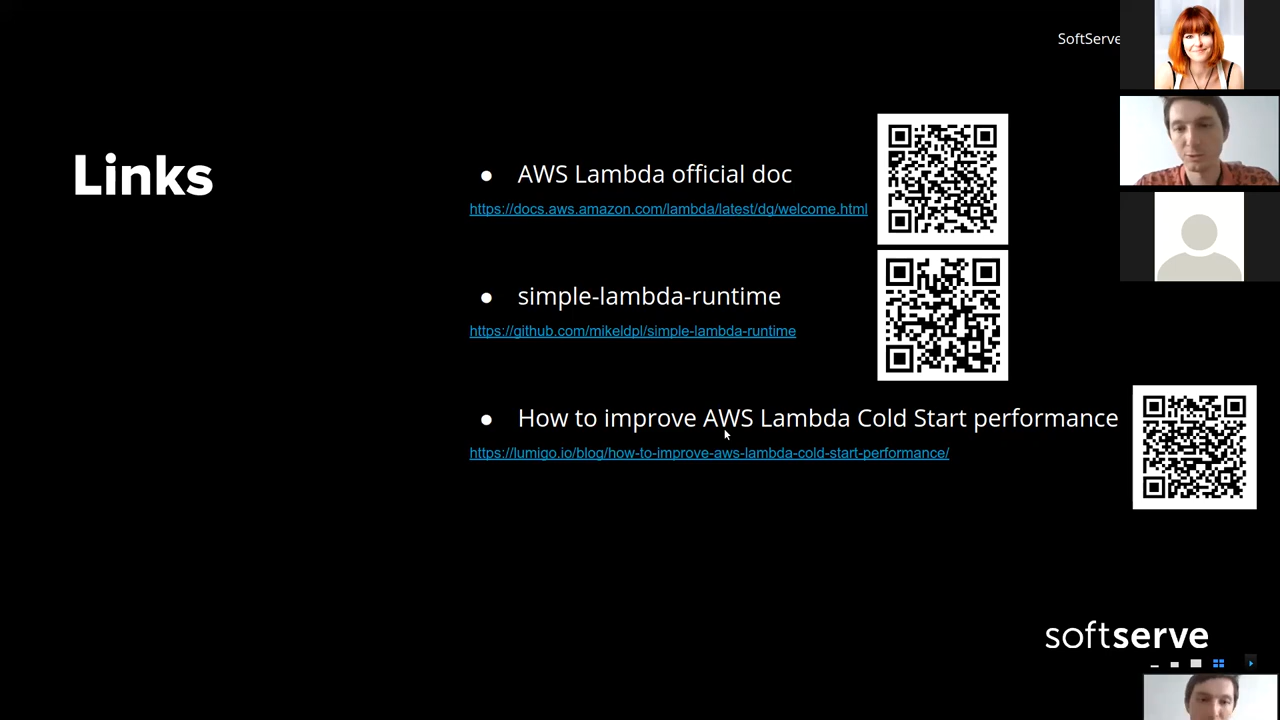 SoftServe
Links
● AWS Lambda official doc
https://docs.aws.amazon.com/lambda/latest/dg/welcome.html
● simple-lambda-runtime
https://github.com/mikeldpl/simple-lambda-runtime
● How to improve AWS Lambda Cold Start performance
https://lumigo.io/blog/how-to-improve-aws-lambda-cold-start-performance/
softserve